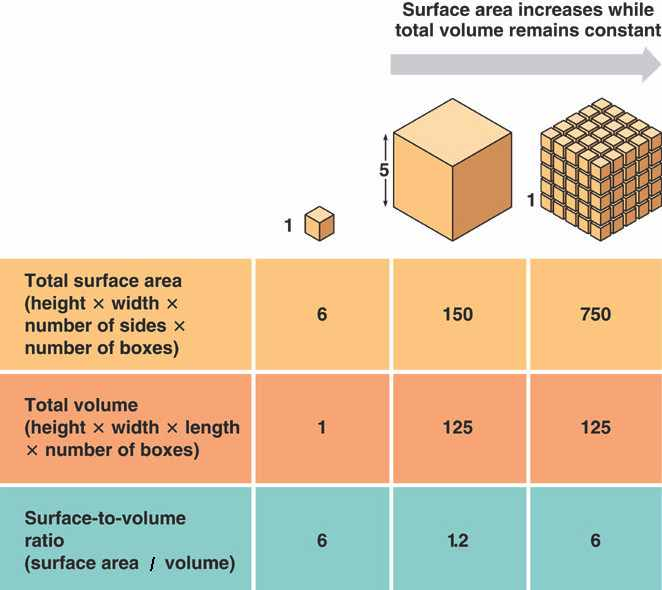 Surface area increases while
total volume remains constant
5
1
1
Total surface area
(height × width ×
number of sides ×
number of boxes)
6
150
750
Total volume
(height × width × length
× number of boxes)
1
125
125
Surface-to-volume
ratio
(surface area / volume)
6
1.2
6